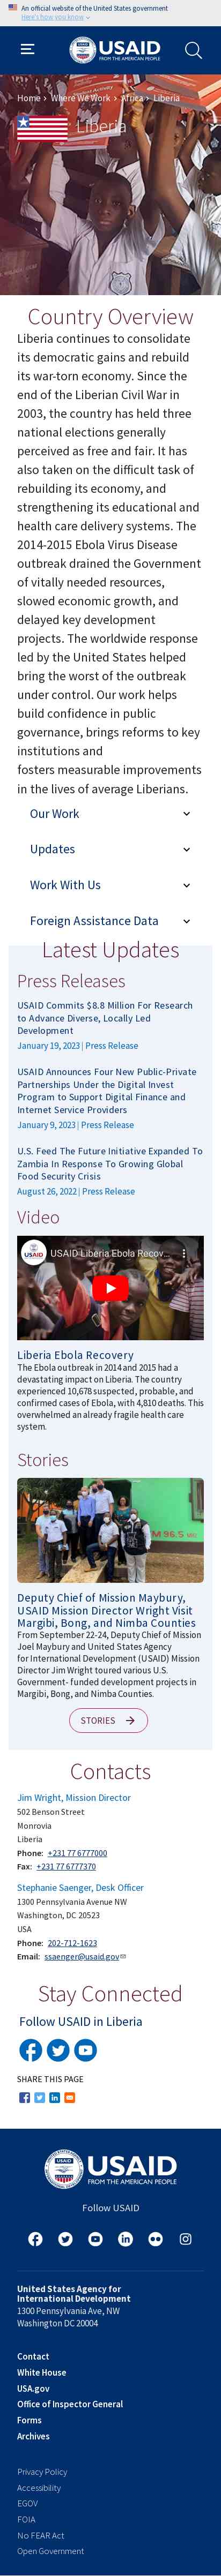 An official website of the United States government
Here's how you know
USAID
FROM THE AMERICAN PEOPLE
Home > Where We Work > Africa > Liberia
Liberia
Country Overview
Liberia continues to consolidate
its democratic gains and rebuild
its war-torn economy. Since the
end of the Liberian Civil War in
2003, the country has held three
national elections generally
perceived as free and fair. It has
also taken on the difficult task of
rebuilding its economy, and
strengthening its educational and
health care delivery systems. The
2014-2015 Ebola Virus Disease
outbreak drained the Government
of vitally needed resources,
slowed economic growth, and
delayed key development
projects. The worldwide response
led by the United States helped
bring the worst of the outbreak
under control. Our work helps
build confidence in public
governance, brings reforms to key
institutions and
fosters measurable improvements
in the lives of average Liberians.
Our Work
Updates
Work With Us
Foreign Assistance Data
Latest Updates
Press Releases
USAID Commits $8.8 Million For Research
to Advance Diverse, Locally Led
Development
January 19, 2023 | Press Release
USAID Announces Four New Public-Private
Partnerships Under the Digital Invest
Program to Support Digital Finance and
Internet Service Providers
January 9, 2023 | Press Release
U.S. Feed The Future Initiative Expanded To
Zambia In Response To Growing Global
Food Security Crisis
August 26, 2022 | Press Release
Video
USAID Liberia Ebola Recov...
Liberia Ebola Recovery
The Ebola outbreak in 2014 and 2015 had a
devastating impact on Liberia. The country
experienced 10,678 suspected, probable, and
confirmed cases of Ebola, with 4,810 deaths. This
overwhelmed an already fragile health care
system.
Stories
Deputy Chief of Mission Maybury,
USAID Mission Director Wright Visit
Margibi, Bong, and Nimba Counties
From September 22-24, Deputy Chief of Mission
Joel Maybury and United States Agency
for International Development (USAID) Mission
Director Jim Wright toured various U.S.
Government- funded development projects in
Margibi, Bong, and Nimba Counties.
STORIES
Contacts
Jim Wright, Mission Director
502 Benson Street
Monrovia
Liberia
Phone: +231 77 6777000
Fax: +231 77 6777370
Stephanie Saenger, Desk Officer
1300 Pennsylvania Avenue NW
Washington, DC 20523
USA
Phone: 202-712-1623
Email: ssaenger@usaid.gov
Stay Connected
Follow USAID in Liberia
SHARE THIS PAGE
USAID
FROM THE AMERICAN PEOPLE
Follow USAID
United States Agency for
International Development
1300 Pennsylvania Ave, NW
Washington DC 20004
Contact
White House
USA.gov
Office of Inspector General
Forms
Archives
Privacy Policy
Accessibility
EGOV
FOIA
No FEAR Act
Open Government